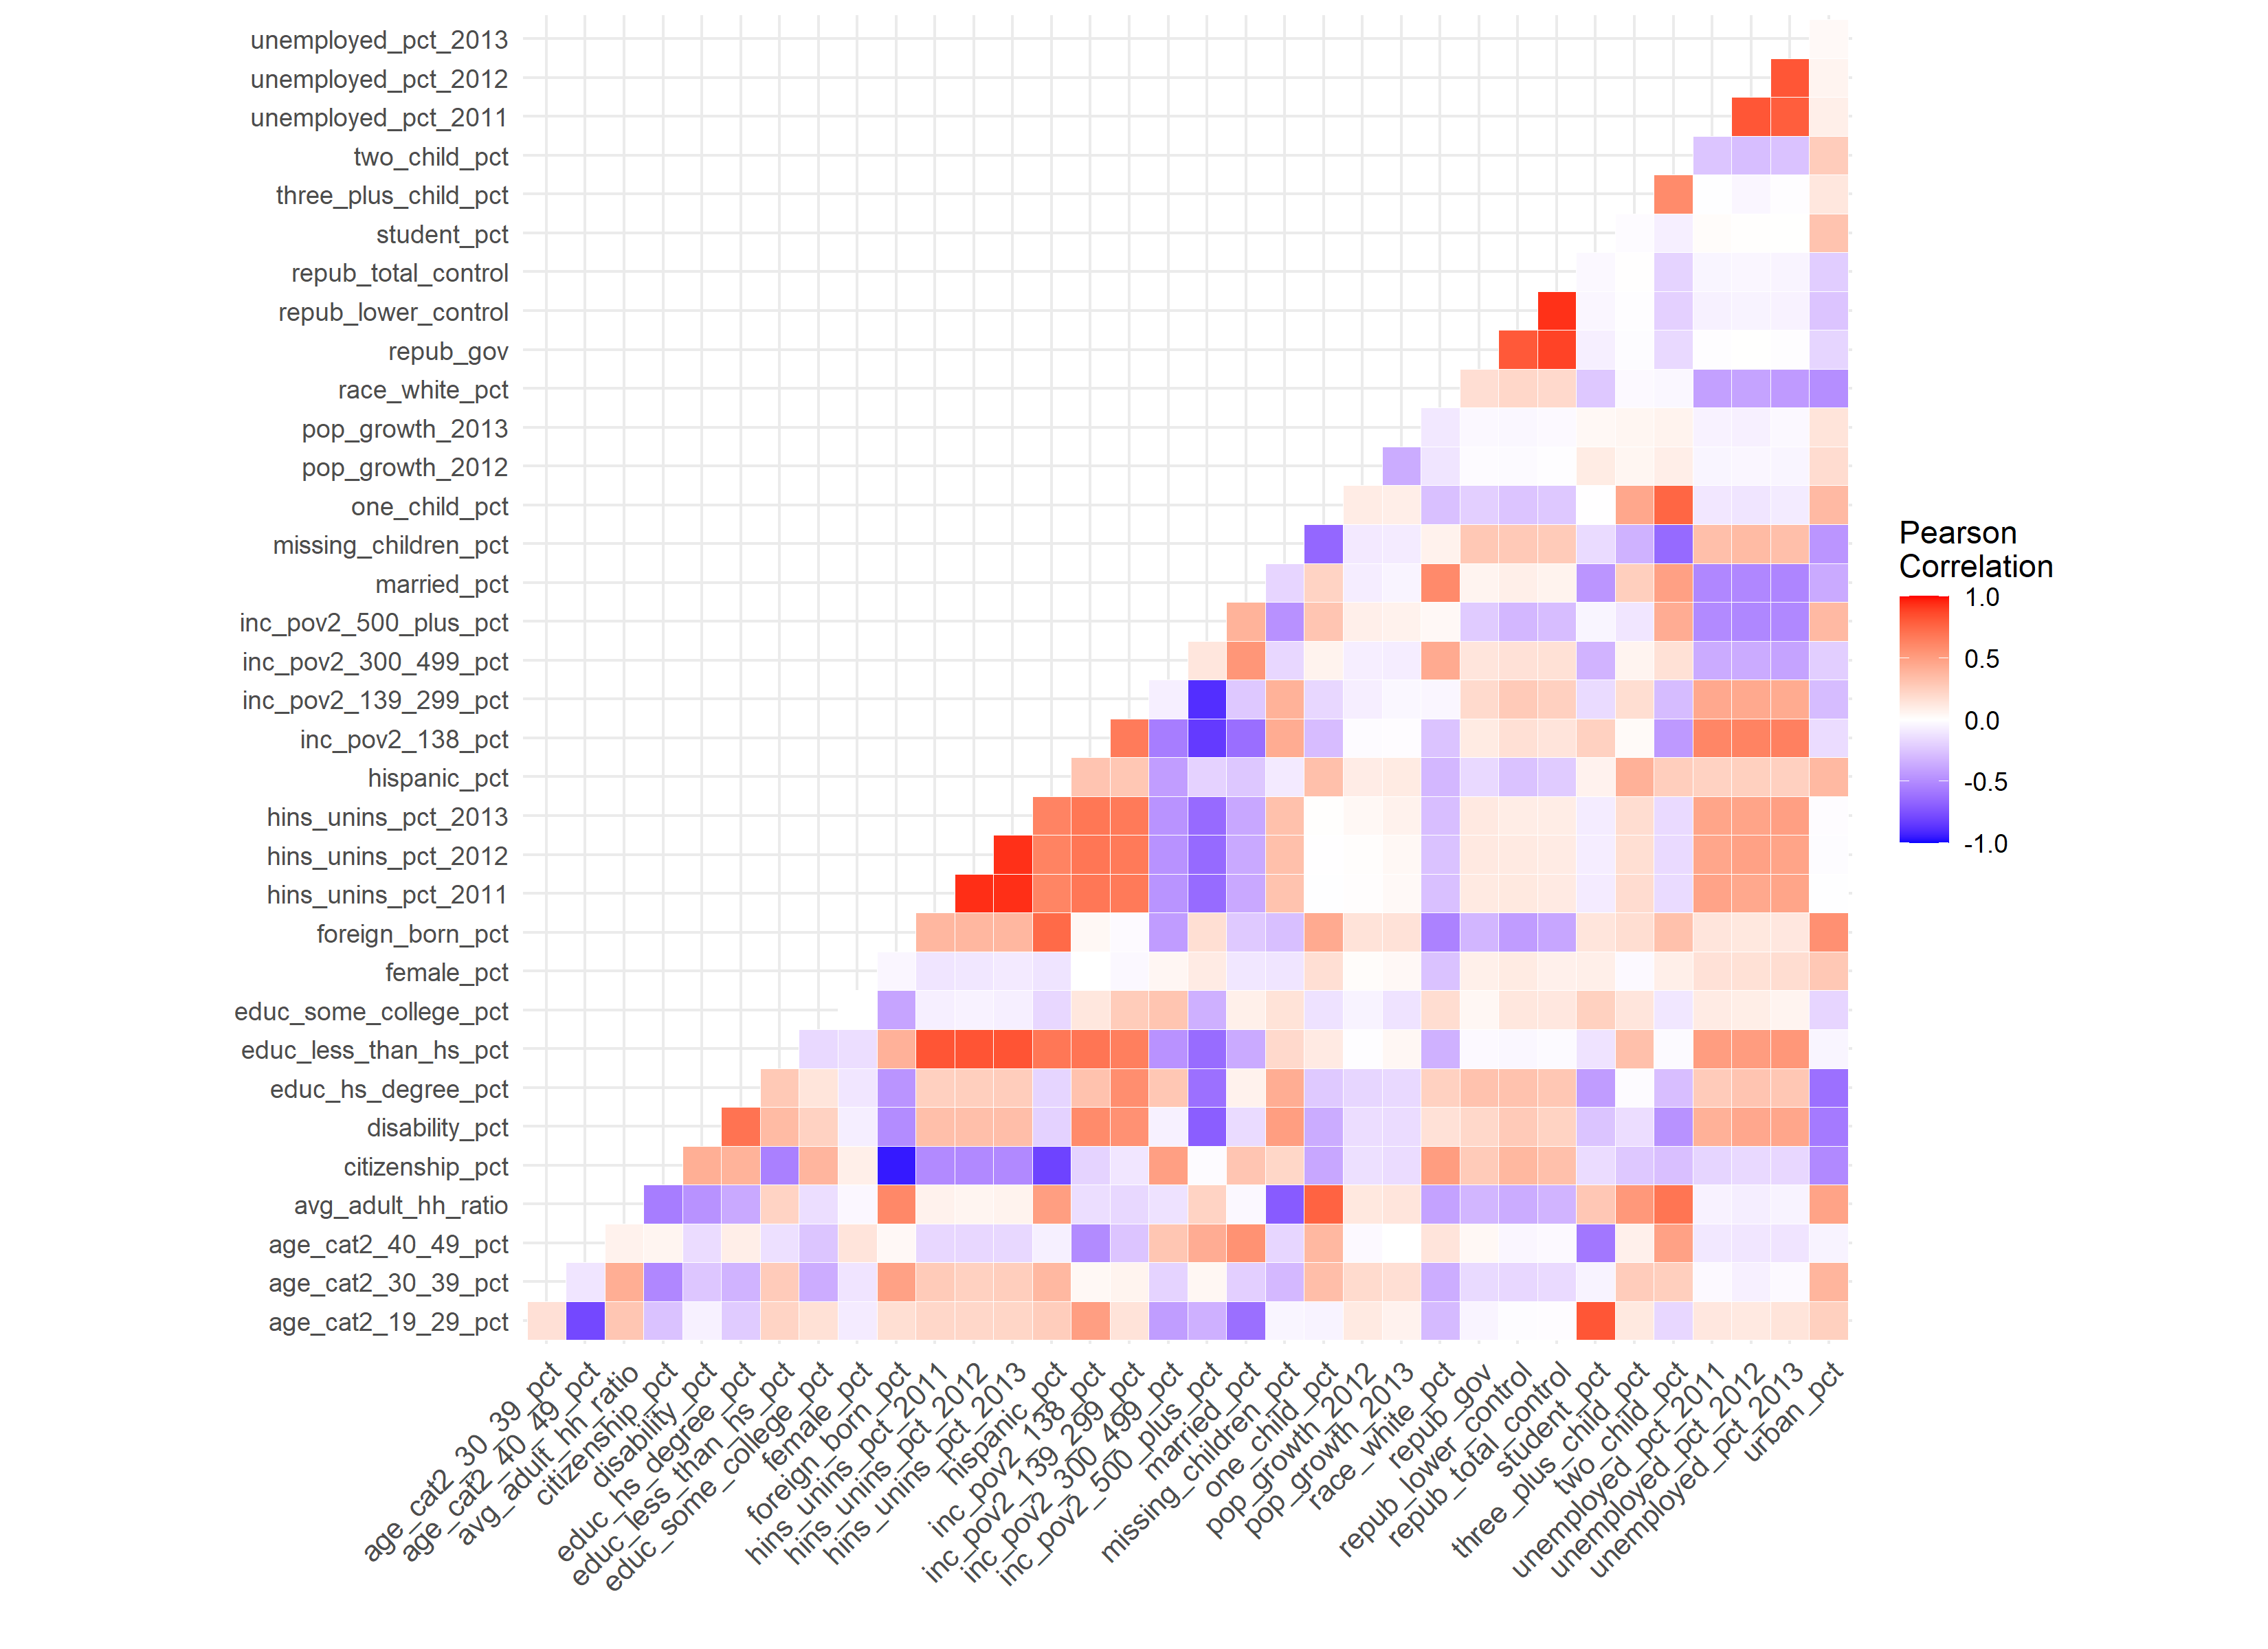 unemployed_pct_2013
unemployed_pct_2012
unemployed_pct_2011
two_child_pct
three_plus_child_pct
student_pct
repub_total_control
repub_lower_control
repub_gov
race_white_pct
pop_growth_2013
pop_growth_2012
one_child_pct
missing_children_pct
married_pct
inc_pov2_500_plus_pct
inc_pov2_300_499_pct
inc_pov2_139_299_pct
inc_pov2_138_pct
hispanic_pct
hins_unins_pct_2013
hins_unins_pct_2012
hins_unins_pct_2011
foreign_born_pct
female_pct
educ_some_college_pct
educ_less_than_hs_pct
educ_hs_degree_pct
disability_pct
citizenship_pct
avg_adult_hh_ratio
age_cat2_40_49_pct
age_cat2_30_39_pct
age_cat2_19_29_pct
age_cat2_30_39_pct
age_cat2_40_49_pct
avg_adult_hh_ratio
citizenship_pct
disability_pct
educ_hs_degree_pct
educ_less_than_hs_pct
educ_some_college_pct
female_pct
foreign_born_pct
hins_unins_pct_2011
hins_unins_pct_2012
hins_unins_pct_2013
hispanic_pct
inc_pov2_138_pct
inc_pov2_139_299_pct
inc_pov2_300_499_pct
inc_pov2_500_plus_pct
married_pct
missing_children_pct
one_child_pct
pop_growth_2012
pop_growth_2013
race_white_pct
repub_gov
repub_lower_control
repub_total_control
student_pct
three_plus_child_pct
two_child_pct
unemployed_pct_2011
unemployed_pct_2012
unemployed_pct_2013
urban_pct
Pearson
Correlation
1.0
0.5
0.0
-0.5
-1.0